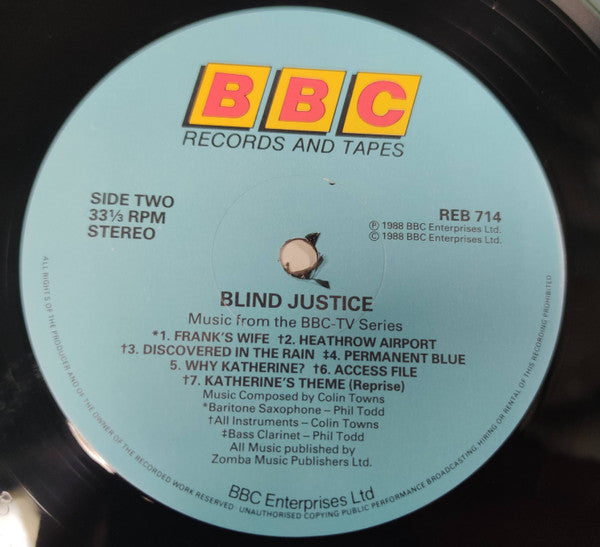 BBC
RECORDS AND TAPES
SIDE TWO
33⅓ RPM
STEREO
REB 714
℗ 1988 BBC Enterprises Ltd.
© 1988 BBC Enterprises Ltd.
BLIND JUSTICE
Music from the BBC-TV Series
*1. FRANK'S WIFE †2. HEATHROW AIRPORT
†3. DISCOVERED IN THE RAIN ‡4. PERMANENT BLUE
5. WHY KATHERINE? †6. ACCESS FILE
†7. KATHERINE'S THEME (Reprise)
Music Composed by Colin Towns
*Baritone Saxophone – Phil Todd
†All Instruments – Colin Towns
‡Bass Clarinet – Phil Todd
All Music published by
Zomba Music Publishers Ltd.
BBC Enterprises Ltd
ALL RIGHTS OF THE PRODUCER AND OF THE OWNER OF THE RECORDED WORK RESERVED UNAUTHORISED COPYING PUBLIC PERFORMANCE BROADCASTING HIRING OR RENTAL OF THIS RECORDING PROHIBITED